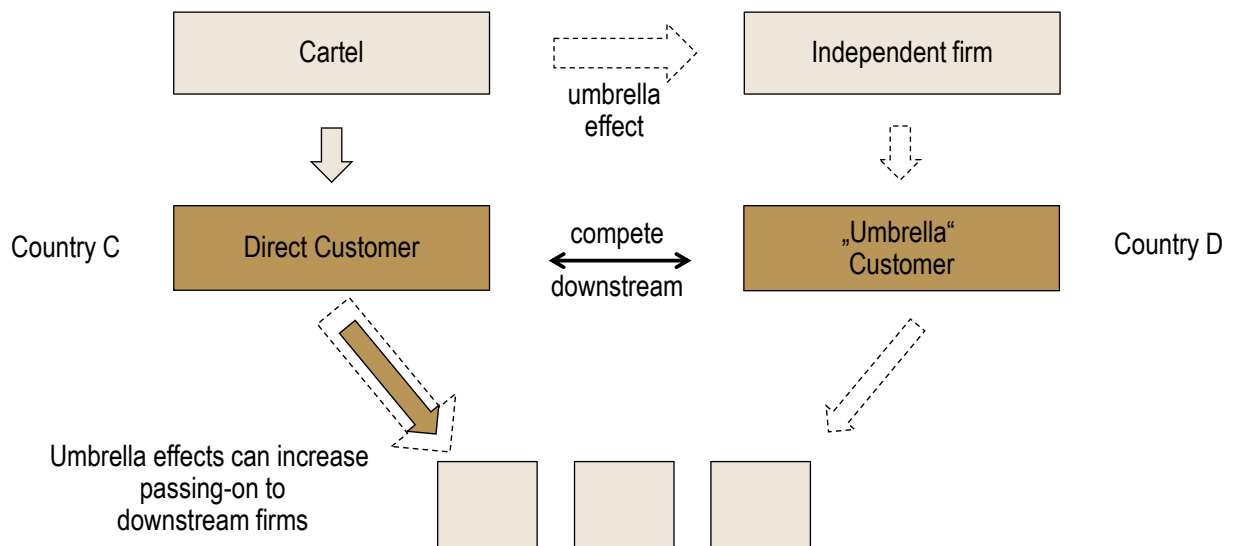 Cartel
Independent firm
umbrella
effect
Country C
Direct Customer
compete
downstream
„Umbrella“
Customer
Country D
Umbrella effects can increase
passing-on to
downstream firms